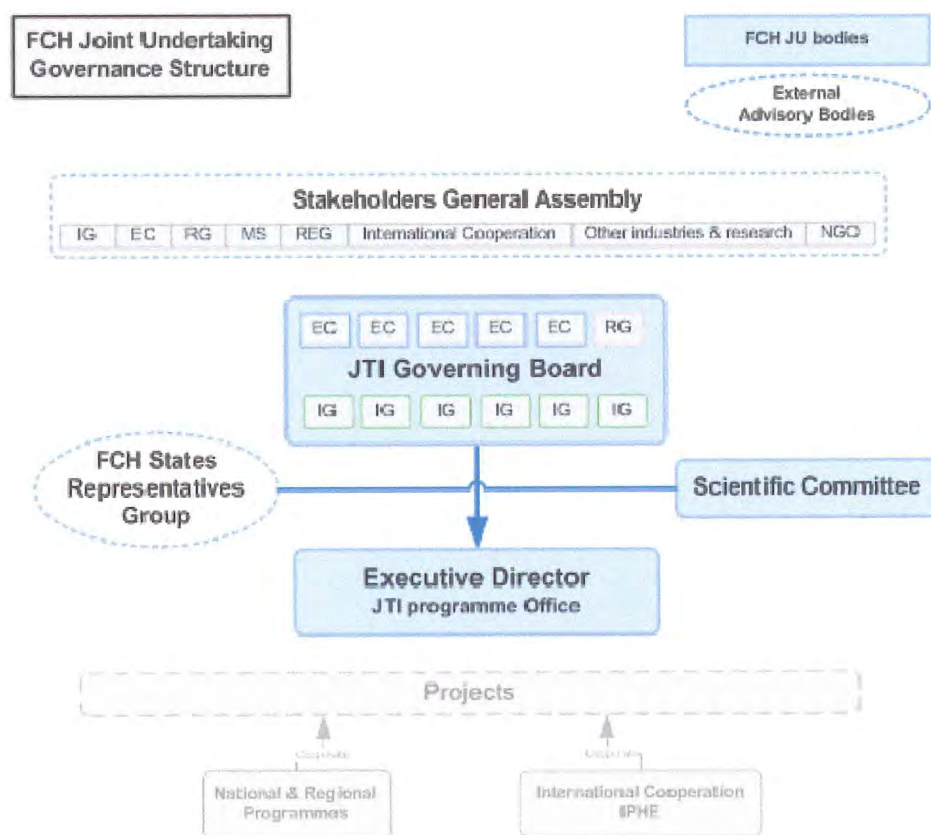 FCH Joint Undertaking
Governance Structure
FCH JU bodies
External
Advisory Bodies
Stakeholders General Assembly
IG EC RG MS REG International Cooperation Other industries & research NGO
EC EC EC EC EC RG
JTI Governing Board
IG IG IG IG IG IG
FCH States
Representatives
Group
Scientific Committee
Executive Director
JTI programme Office
Projects
National & Regional
Programmes
International Cooperation
IPHE